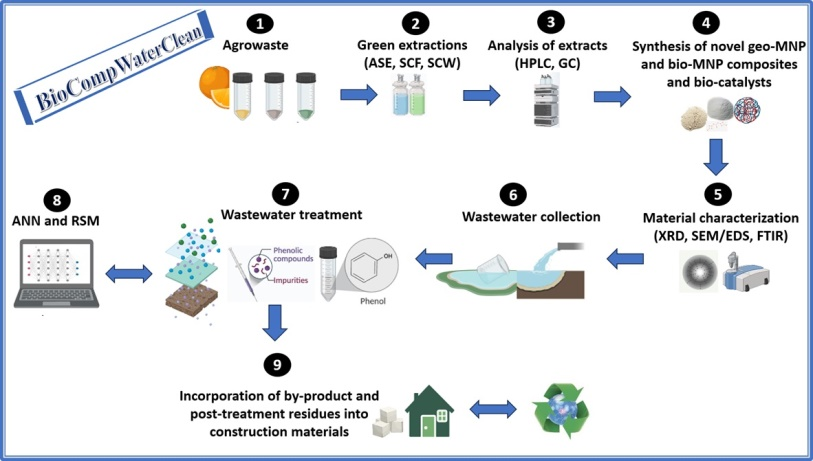 BioCompWaterClean
1
Agrowaste
2
Green extractions
(ASE, SCF, SCW)
3
Analysis of extracts
(HPLC, GC)
4
Synthesis of novel geo-MNP
and bio-MNP composites
and bio-catalysts
5
Material characterization
(XRD, SEM/EDS, FTIR)
6
Wastewater collection
7
Wastewater treatment
Phenolic
compounds
Impurities
OH
Phenol
8
ANN and RSM
9
Incorporation of by-product and
post-treatment residues into
construction materials